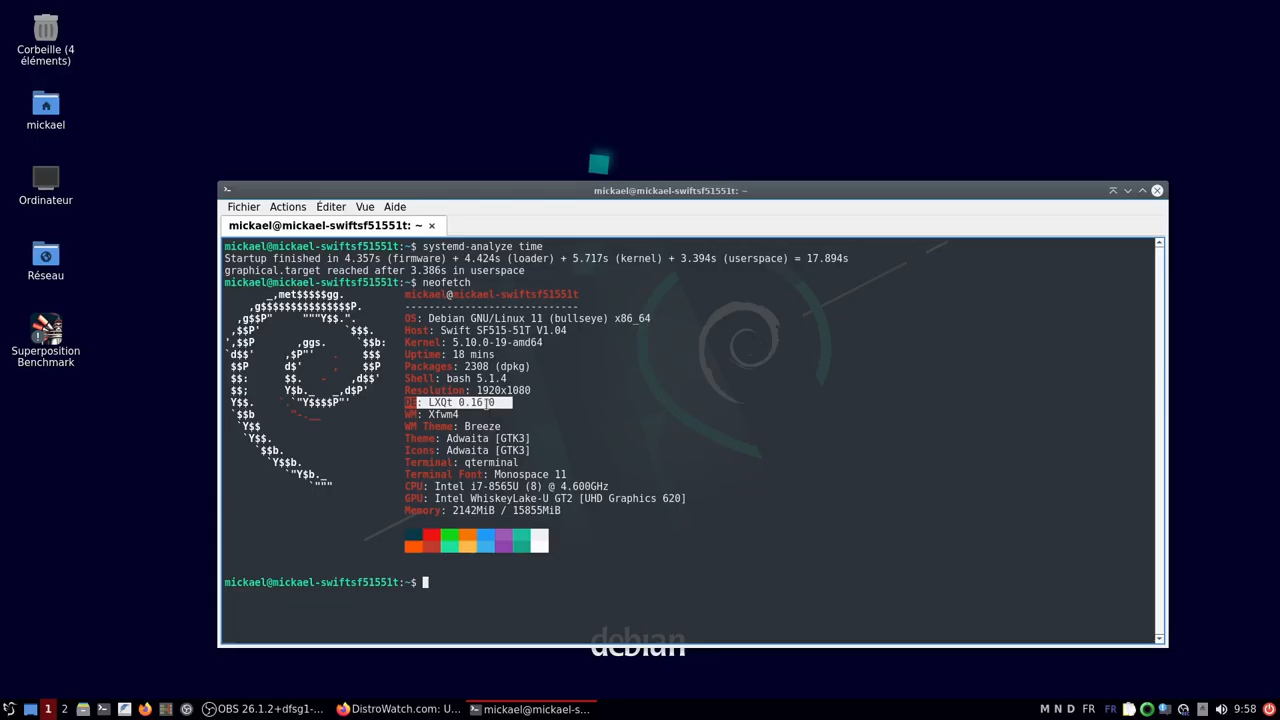 Corbeille (4
éléments)
mickael
Ordinateur
Réseau
Superposition
Benchmark
mickael@mickael-swiftsf51551t: ~
Fichier Actions Éditer Vue Aide
mickael@mickael-swiftsf51551t: ~
mickael@mickael-swiftsf51551t:~$ systemd-analyze time
Startup finished in 4.357s (firmware) + 4.424s (loader) + 5.717s (kernel) + 3.394s (userspace) = 17.894s
graphical.target reached after 3.386s in userspace
mickael@mickael-swiftsf51551t:~$ neofetch
mickael@mickael-swiftsf51551t
-----------------------------
OS: Debian GNU/Linux 11 (bullseye) x86_64
Host: Swift SF515-51T V1.04
Kernel: 5.10.0-19-amd64
Uptime: 18 mins
Packages: 2308 (dpkg)
Shell: bash 5.1.4
Resolution: 1920x1080
DE: LXQt 0.16.0
WM: Xfwm4
WM Theme: Breeze
Theme: Adwaita [GTK3]
Icons: Adwaita [GTK3]
Terminal: qterminal
Terminal Font: Monospace 11
CPU: Intel i7-8565U (8) @ 4.600GHz
GPU: Intel WhiskeyLake-U GT2 [UHD Graphics 620]
Memory: 2142MiB / 15855MiB
mickael@mickael-swiftsf51551t:~$
debian
1 2 OBS 26.1.2+dfsg1-... DistroWatch.com: U... mickael@mickael-s... M N D FR FR 9:58